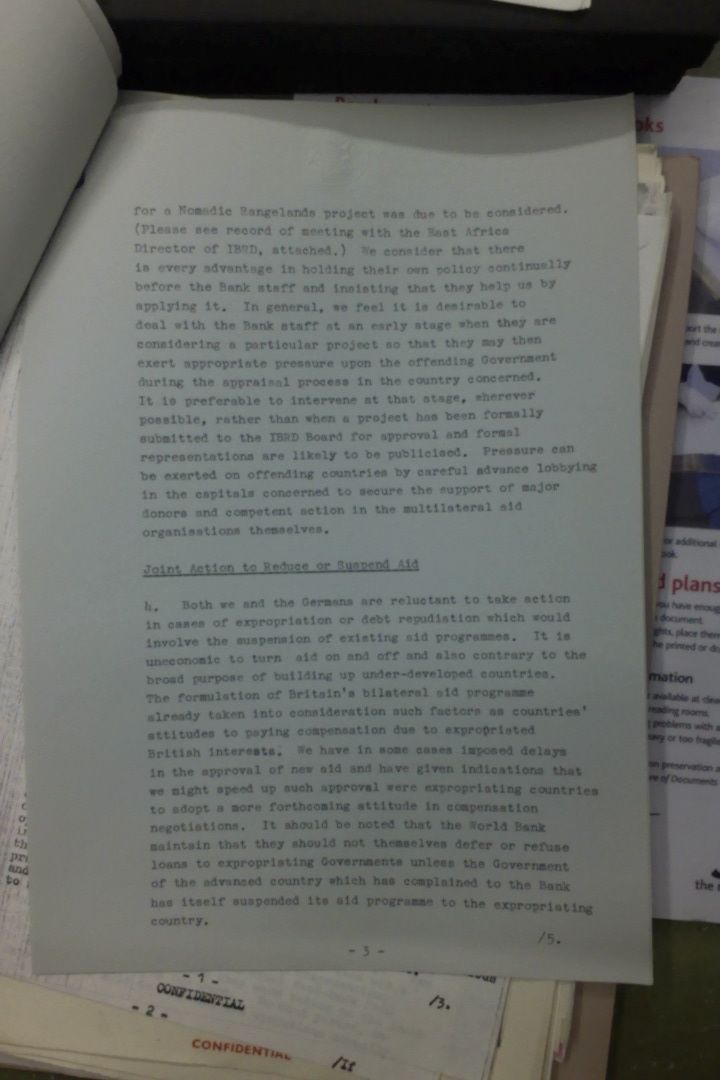 for a Nomadic Rangelands project was due to be considered.
(Please see record of meeting with the East Africa
Director of IBRD, attached.) We consider that there
is every advantage in holding their own policy continually
before the Bank staff and insisting that they help us by
applying it. In general, we feel it is desirable to
deal with the Bank staff at an early stage when they are
considering a particular project so that they may then
exert appropriate pressure upon the offending Government
during the appraisal process in the country concerned.
It is preferable to intervene at that stage, wherever
possible, rather than when a project has been formally
submitted to the IBRD Board for approval and formal
representations are likely to be publicised. Pressure can
be exerted on offending countries by careful advance lobbying
in the capitals concerned to secure the support of major
donors and competent action in the multilateral aid
organisations themselves.
Joint Action to Reduce or Suspend Aid
4. Both we and the Germans are reluctant to take action
in cases of expropriation or debt repudiation which would
involve the suspension of existing aid programmes. It is
uneconomic to turn aid on and off and also contrary to the
broad purpose of building up under-developed countries.
The formulation of Britain's bilateral aid programme
already taken into consideration such factors as countries'
attitudes to paying compensation due to expropriated
British interests. We have in some cases imposed delays
in the approval of new aid and have given indications that
we might speed up such approval were expropriating countries
to adopt a more forthcoming attitude in compensation
negotiations. It should be noted that the World Bank
maintain that they should not themselves defer or refuse
loans to expropriating Governments unless the Government
of the advanced country which has complained to the Bank
has itself suspended its aid programme to the expropriating
country.
/5.
- 3 -
- 1 -
CONFIDENTIAL
/3.
- 2 -
CONFIDENTIAL
/If
oks
ort the
and crea
or additional
ook.
d plans
you have enoug
document.
ghts, place them
he printed or do
mation
available at
reading rooms.
problems with a
or too fragile
on preservation a
re of Documents
the